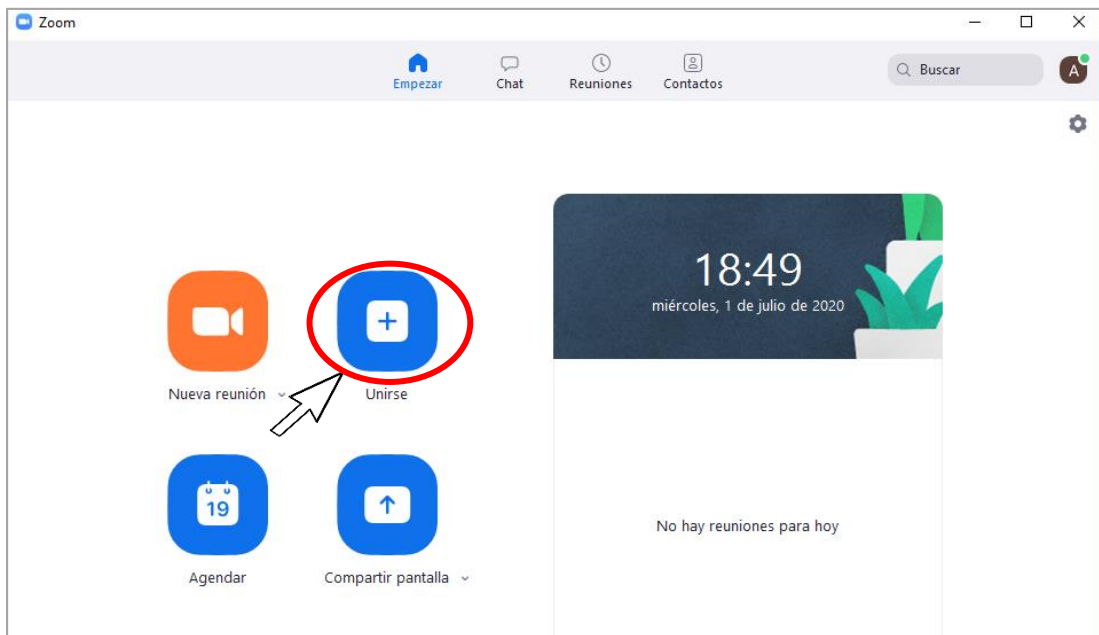 Zoom
Empezar
Chat
Reuniones
Contactos
Buscar
A
18:49
miércoles, 1 de julio de 2020
Nueva reunión
Unirse
19
Agendar
Compartir pantalla
No hay reuniones para hoy